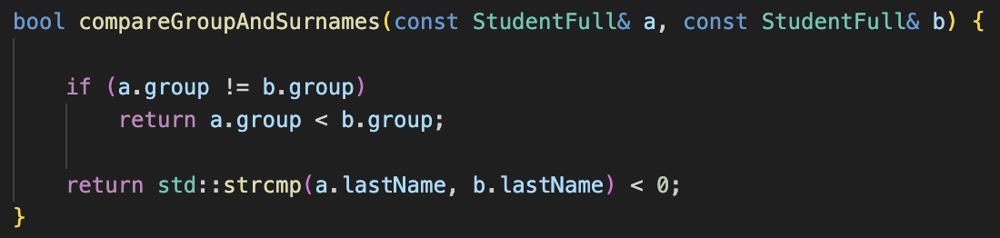 bool compareGroupAndSurnames(const StudentFull& a, const StudentFull& b) {
if (a.group != b.group)
return a.group < b.group;
return std::strcmp(a.lastName, b.lastName) < 0;
}